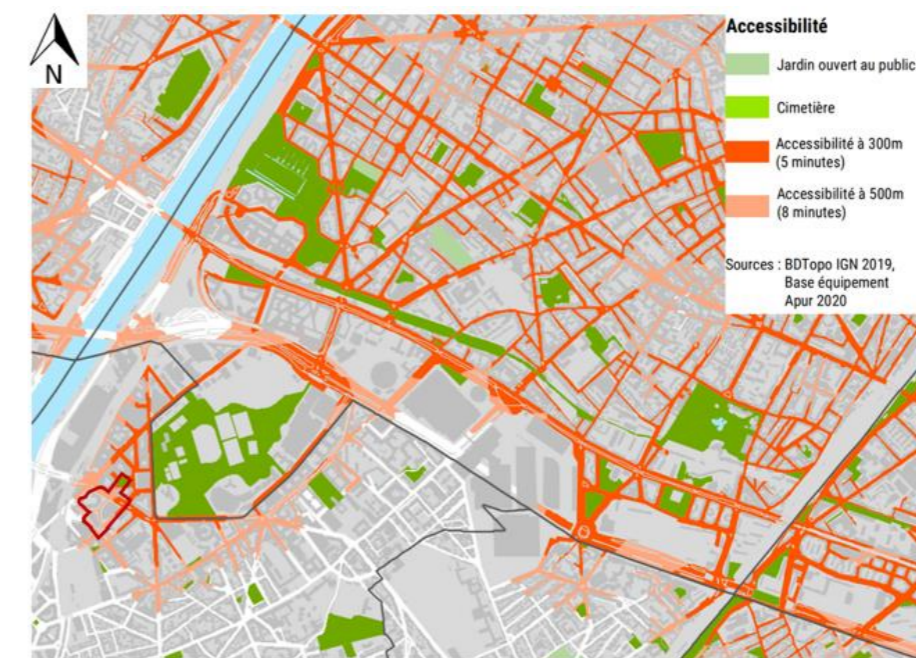 N
Accessibilité
Jardin ouvert au public
Cimetière
Accessibilité à 300m
(5 minutes)
Accessibilité à 500m
(8 minutes)
Sources : BDTopo IGN 2019,
Base équipement
Apur 2020